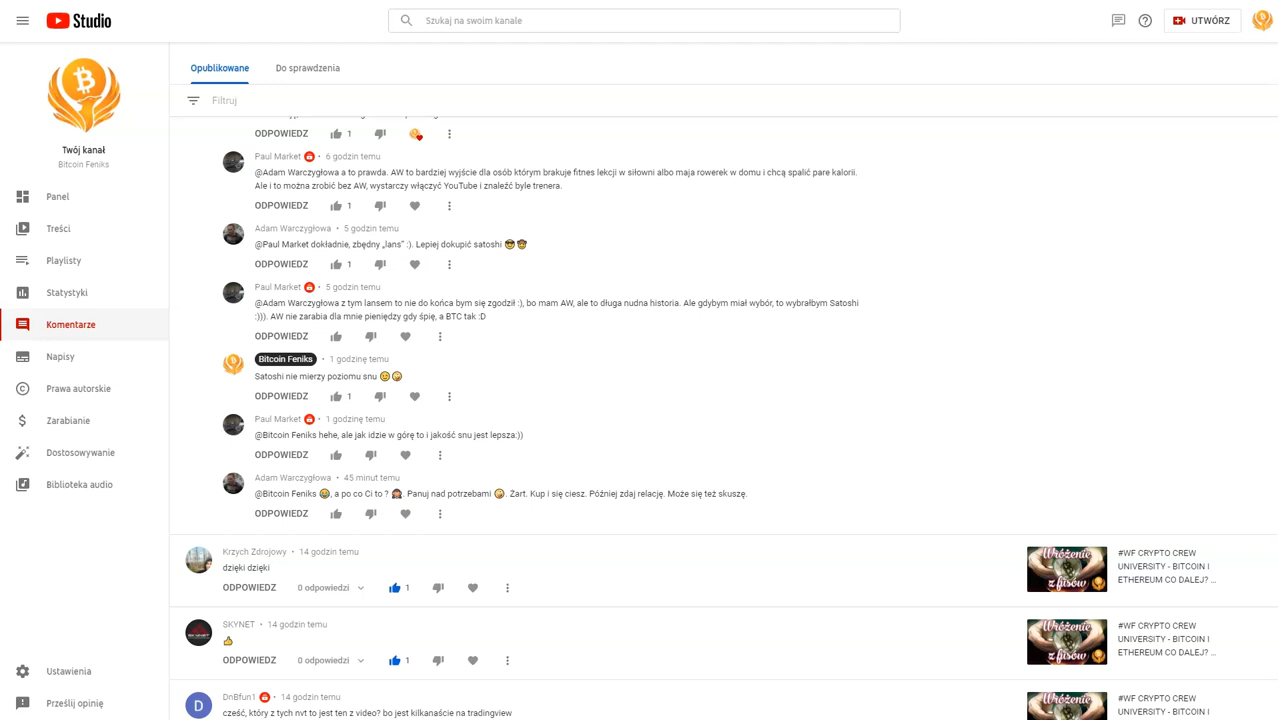 Studio
Szukaj na swoim kanale
UTWÓRZ
Twój kanał
Bitcoin Feniks
Panel
Treści
Playlisty
Statystyki
Komentarze
Napisy
Prawa autorskie
Zarabianie
Dostosowywanie
Biblioteka audio
Ustawienia
Prześlij opinię
Opublikowane
Do sprawdzenia
Filtruj
ODPOWIEDZ 1
Paul Market • 6 godzin temu
@Adam Warczygłowa a to prawda. AW to bardziej wyjście dla osób którym brakuje fitnes lekcji w siłowni albo maja rowerek w domu i chcą spalić pare kalorii.
Ale i to można zrobić bez AW, wystarczy włączyć YouTube i znaleźć byle trenera.
ODPOWIEDZ 1
Adam Warczygłowa • 5 godzin temu
@Paul Market dokładnie, zbędny „lans” :). Lepiej dokupić satoshi 😎🤠
ODPOWIEDZ 1
Paul Market • 5 godzin temu
@Adam Warczygłowa z tym lansem to nie do końca bym się zgodził :), bo mam AW, ale to długa nudna historia. Ale gdybym miał wybór, to wybrałbym Satoshi
:))). AW nie zarabia dla mnie pieniędzy gdy śpię, a BTC tak :D
ODPOWIEDZ
Bitcoin Feniks • 1 godzinę temu
Satoshi nie mierzy poziomu snu 😉🤪
ODPOWIEDZ 1
Paul Market • 1 godzinę temu
@Bitcoin Feniks hehe, ale jak idzie w górę to i jakość snu jest lepsza:))
ODPOWIEDZ
Adam Warczygłowa • 45 minut temu
@Bitcoin Feniks 😂, a po co Ci to ? 🤦. Panuj nad potrzebami 🤪. Żart. Kup i się ciesz. Później zdaj relację. Może się też skuszę.
ODPOWIEDZ
Krzych Zdrojowy • 14 godzin temu
dzięki dzięki
ODPOWIEDZ 0 odpowiedzi 1
Wróżenie
z fusów
#WF CRYPTO CREW
UNIVERSITY - BITCOIN I
ETHEREUM CO DALEJ? ...
SKYNET • 14 godzin temu
👍
ODPOWIEDZ 0 odpowiedzi 1
Wróżenie
z fusów
#WF CRYPTO CREW
UNIVERSITY - BITCOIN I
ETHEREUM CO DALEJ? ...
D
DnBfun1 • 14 godzin temu
cześć, który z tych nvt to jest ten z video? bo jest kilkanaście na tradingview
Wróżenie
#WF CRYPTO CREW
UNIVERSITY - BITCOIN I